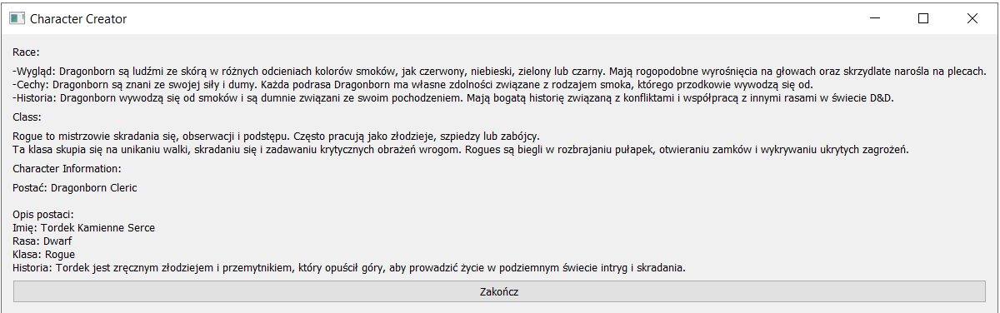 Character Creator
Race:
-Wygląd: Dragonborn są ludźmi ze skórą w różnych odcieniach kolorów smoków, jak czerwony, niebieski, zielony lub czarny. Mają rogopodobne wyrośnięcia na głowach oraz skrzydlate narośla na plecach.
-Cechy: Dragonborn są znani ze swojej siły i dumy. Każda podrasa Dragonborn ma własne zdolności związane z rodzajem smoka, którego przodkowie wywodzą się od.
-Historia: Dragonborn wywodzą się od smoków i są dumnie związani ze swoim pochodzeniem. Mają bogatą historię związaną z konfliktami i współpracą z innymi rasami w świecie D&D.
Class:
Rogue to mistrzowie skradania się, obserwacji i podstępu. Często pracują jako złodzieje, szpiedzy lub zabójcy.
Ta klasa skupia się na unikaniu walki, skradaniu się i zadawaniu krytycznych obrażeń wrogom. Rogues są biegli w rozbrajaniu pułapek, otwieraniu zamków i wykrywaniu ukrytych zagrożeń.
Character Information:
Postać: Dragonborn Cleric
Opis postaci:
Imię: Tordek Kamienne Serce
Rasa: Dwarf
Klasa: Rogue
Historia: Tordek jest zręcznym złodziejem i przemytnikiem, który opuścił góry, aby prowadzić życie w podziemnym świecie intryg i skradania.
Zakończ